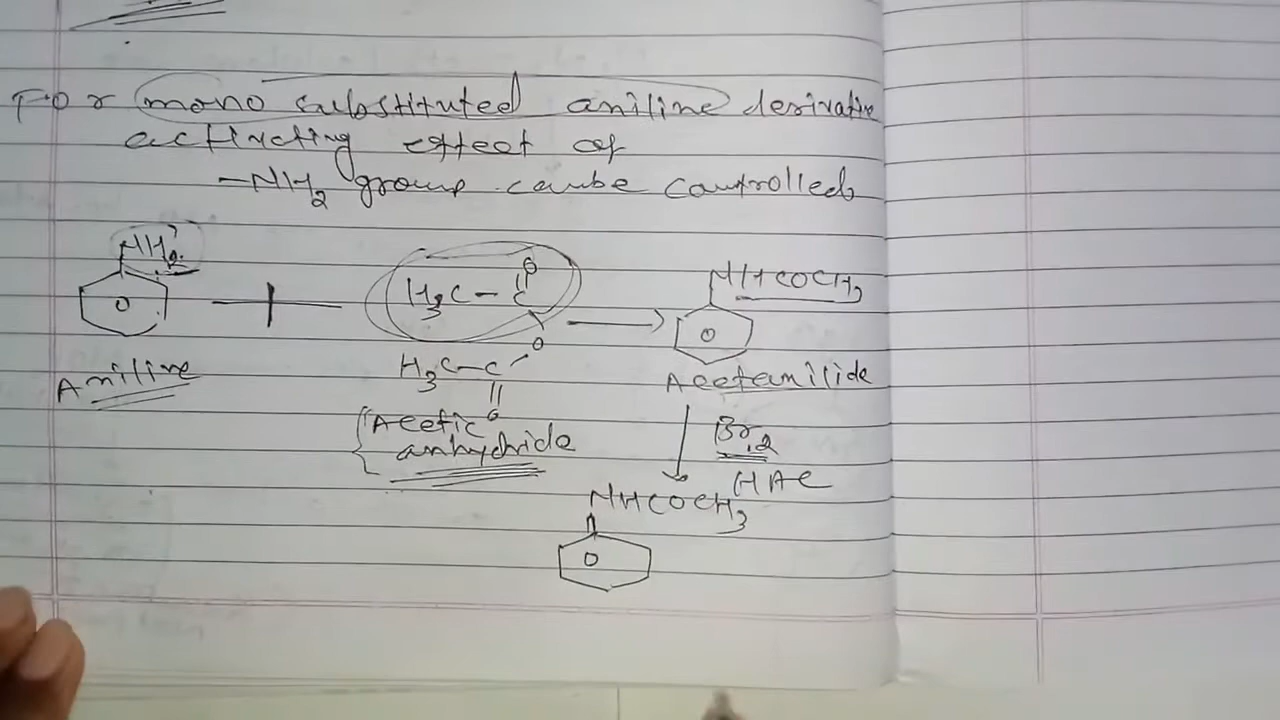 For mono substituted aniline derivative
activating effect of
-NH2 group can be controlled
NH2
O
+
H3C - C
O
O
H3C - C
O
NHCOCH3
O
Aniline
Acetanilide
Acetic
anhydride
Br2
HAC
NHCOCH3
O